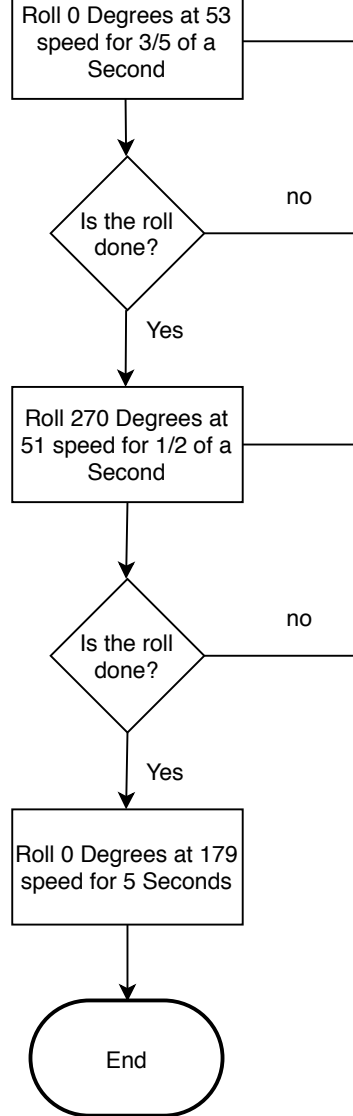 Roll 0 Degrees at 53
speed for 3/5 of a
Second
Is the roll
done?
no
Yes
Roll 270 Degrees at
51 speed for 1/2 of a
Second
Is the roll
done?
no
Yes
Roll 0 Degrees at 179
speed for 5 Seconds
End